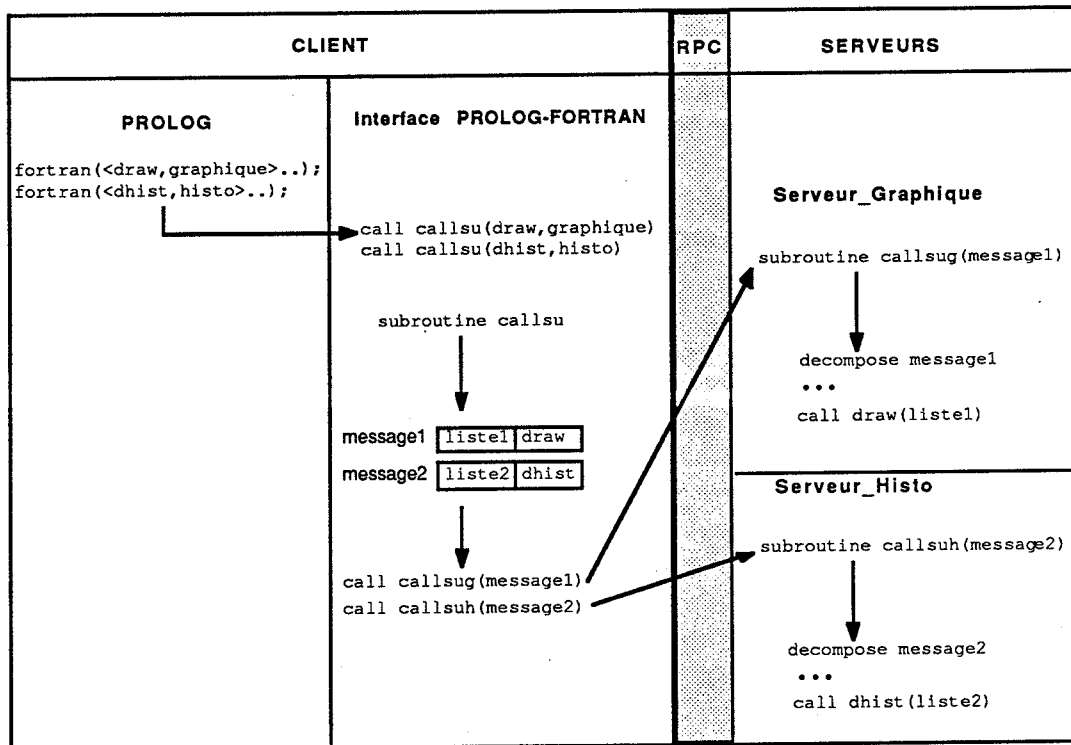 CLIENT
RPC
SERVEURS
PROLOG
fortran(<draw,graphique>..);
fortran(<dhist,histo>..);
Interface PROLOG-FORTRAN
call callsu(draw,graphique)
call callsu(dhist,histo)
subroutine callsu
message1 liste1 draw
message2 liste2 dhist
call callsug(message1)
call callsuh(message2)
Serveur_Graphique
subroutine callsug(message1)
decompose message1
•••
call draw(liste1)
Serveur_Histo
subroutine callsuh(message2)
decompose message2
•••
call dhist(liste2)